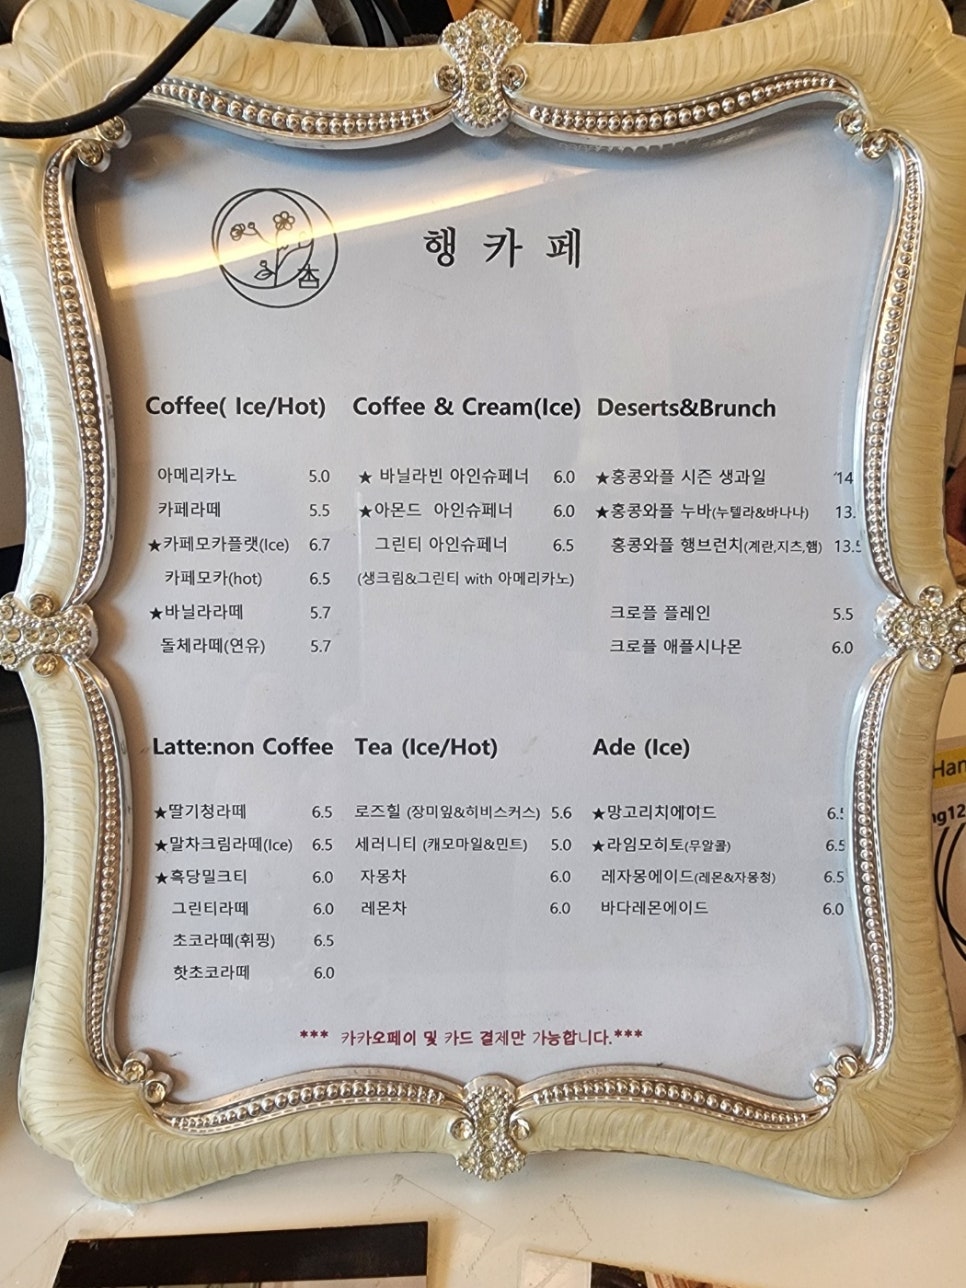 杏
행 카 페
Coffee( Ice/Hot)
아메리카노 5.0
카페라떼 5.5
★카페모카플랫(Ice) 6.7
카페모카(hot) 6.5
★바닐라라떼 5.7
돌체라떼(연유) 5.7
Coffee & Cream(Ice)
★ 바닐라빈 아인슈페너 6.0
★아몬드 아인슈페너 6.0
그린티 아인슈페너 6.5
(생크림&그린티 with 아메리카노)
Deserts&Brunch
★홍콩와플 시즌 생과일 14
★홍콩와플 누바(누텔라&바나나) 13.
홍콩와플 행브런치(계란,치즈,햄) 13.5
크로플 플레인 5.5
크로플 애플시나몬 6.0
Latte:non Coffee
★딸기청라떼 6.5
★말차크림라떼(Ice) 6.5
★흑당밀크티 6.0
그린티라떼 6.0
초코라떼(휘핑) 6.5
핫초코라떼 6.0
Tea (Ice/Hot)
로즈힐 (장미잎&히비스커스) 5.6
세러니티 (캐모마일&민트) 5.0
자몽차 6.0
레몬차 6.0
Ade (Ice)
★망고리치에이드 6.
★라임모히토(무알콜) 6.5
레자몽에이드(레몬&자몽청) 6.5
바다레몬에이드 6.0
*** 카카오페이 및 카드 결제만 가능합니다.***
Han
ng12